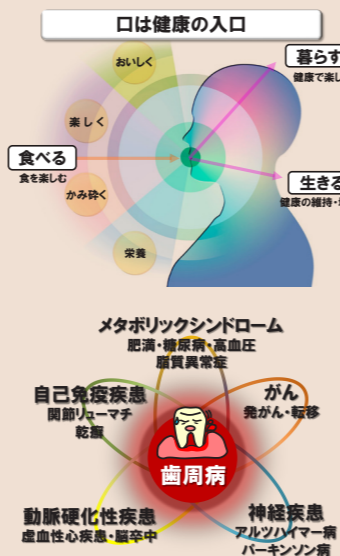 口は健康の入口
おいしく
暮らす
健康で楽し
楽しく
食べる
食を楽しむ
かみ砕く
生きる
健康の維持・
栄養
メタボリックシンドローム
肥満・糖尿病・高血圧
脂質異常症
自己免疫疾患
関節リューマチ
乾癬
がん
発がん・転移
歯周病
動脈硬化性疾患
虚血性心疾患・脳卒中
神経疾患
アルツハイマー病
パーキンソン病